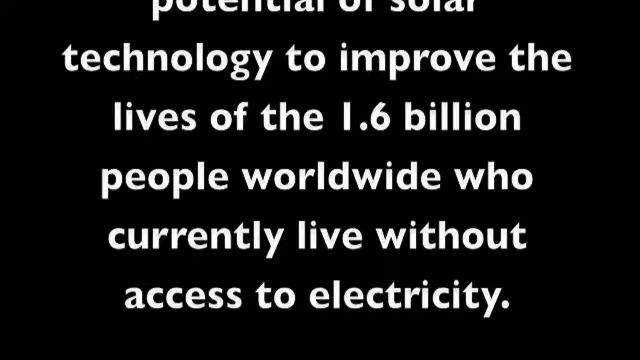 potential of solar
technology to improve the
lives of the 1.6 billion
people worldwide who
currently live without
access to electricity.